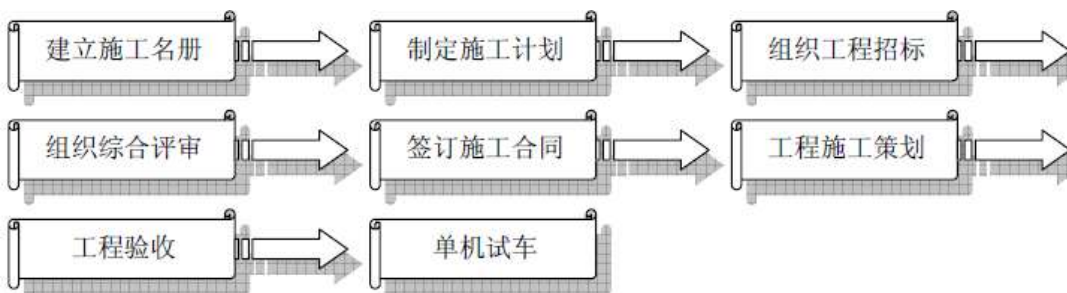 建立施工名册 制定施工计划 组织工程招标
组织综合评审 签订施工合同 工程施工策划
工程验收 单机试车